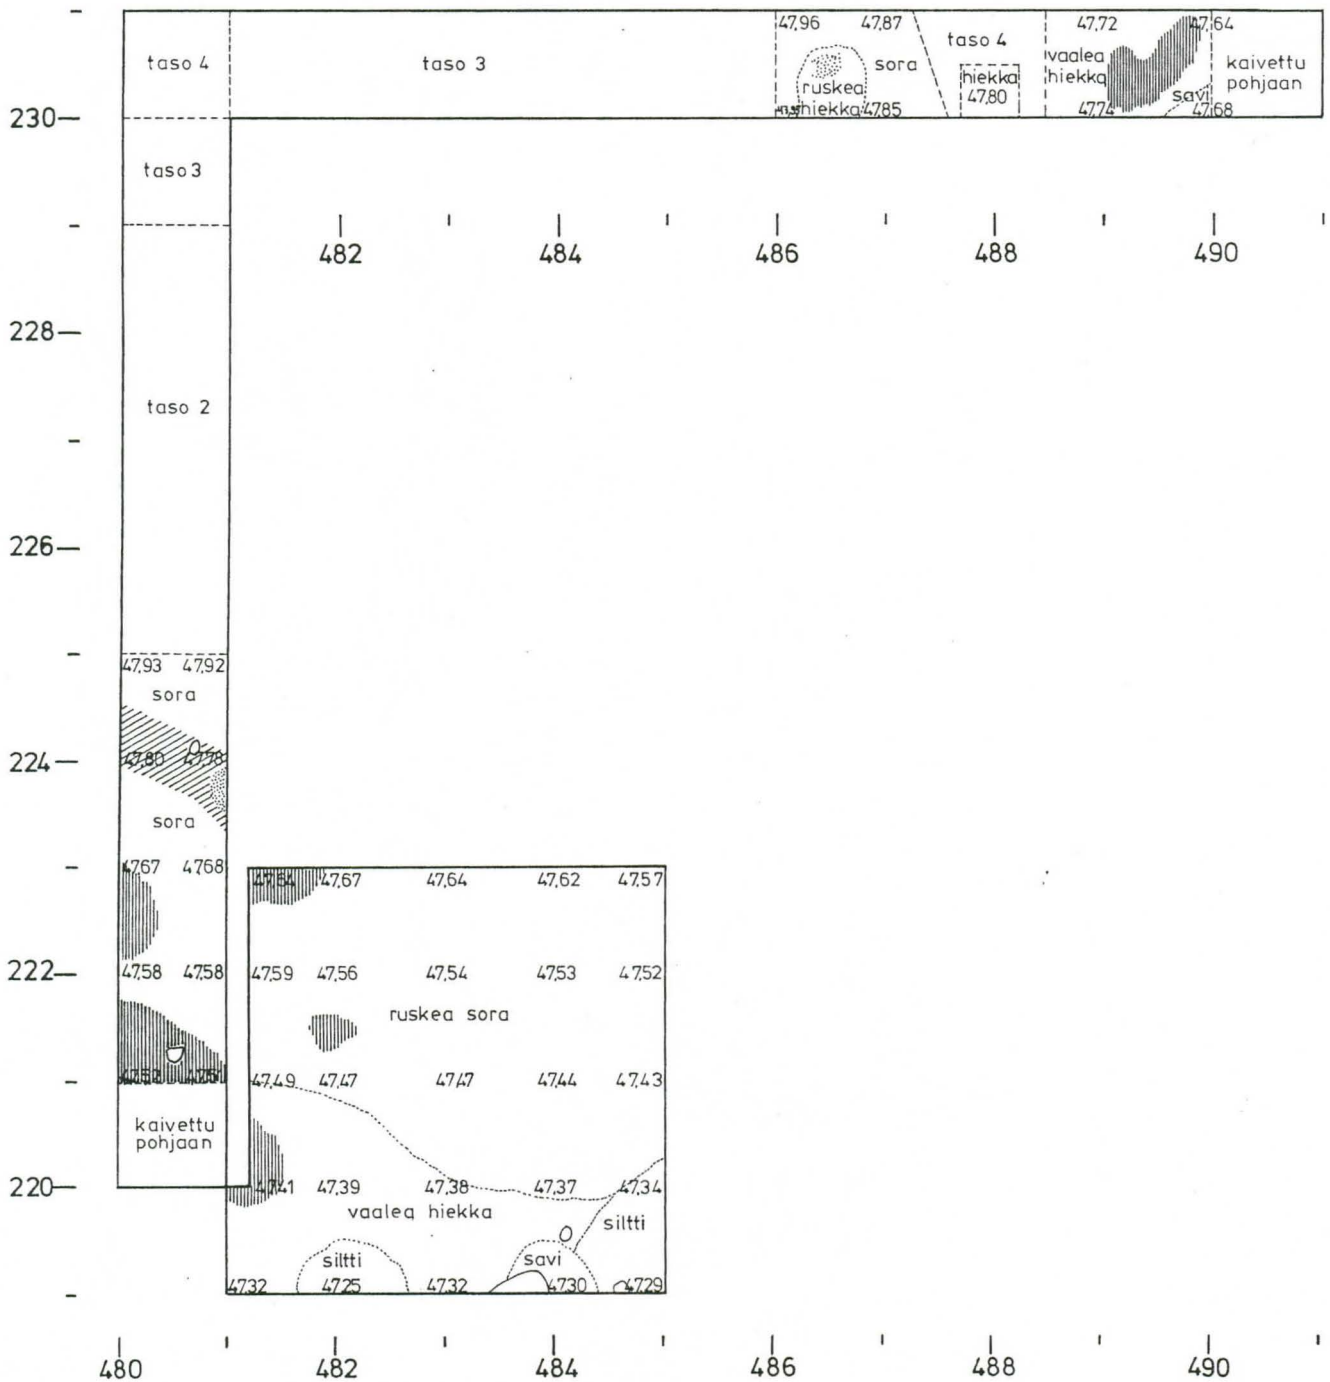 47,96 47,87 47,72 47,64
taso 4
taso 3
sora
taso 4
vaalea
hiekka
kaivettu
pohjaan
ruskea
hiekka
hiekka
47,80
savi
47,85 47,74 47,68
230
taso 3
482 484 486 488 490
228
taso 2
226
47,93 47,92
sora
224
47,80 47,78
sora
47,67 47,68 47,64 47,67 47,64 47,62 47,57
222
47,58 47,58 47,59 47,56 47,54 47,53 47,52
ruskea sora
47,49 47,47 47,47 47,44 47,43
kaivettu
pohjaan
220
47,41 47,39 47,38 47,37 47,34
vaalea hiekka
siltti
siltti
savi
47,32 47,25 47,32 47,30 47,29
480 482 484 486 488 490